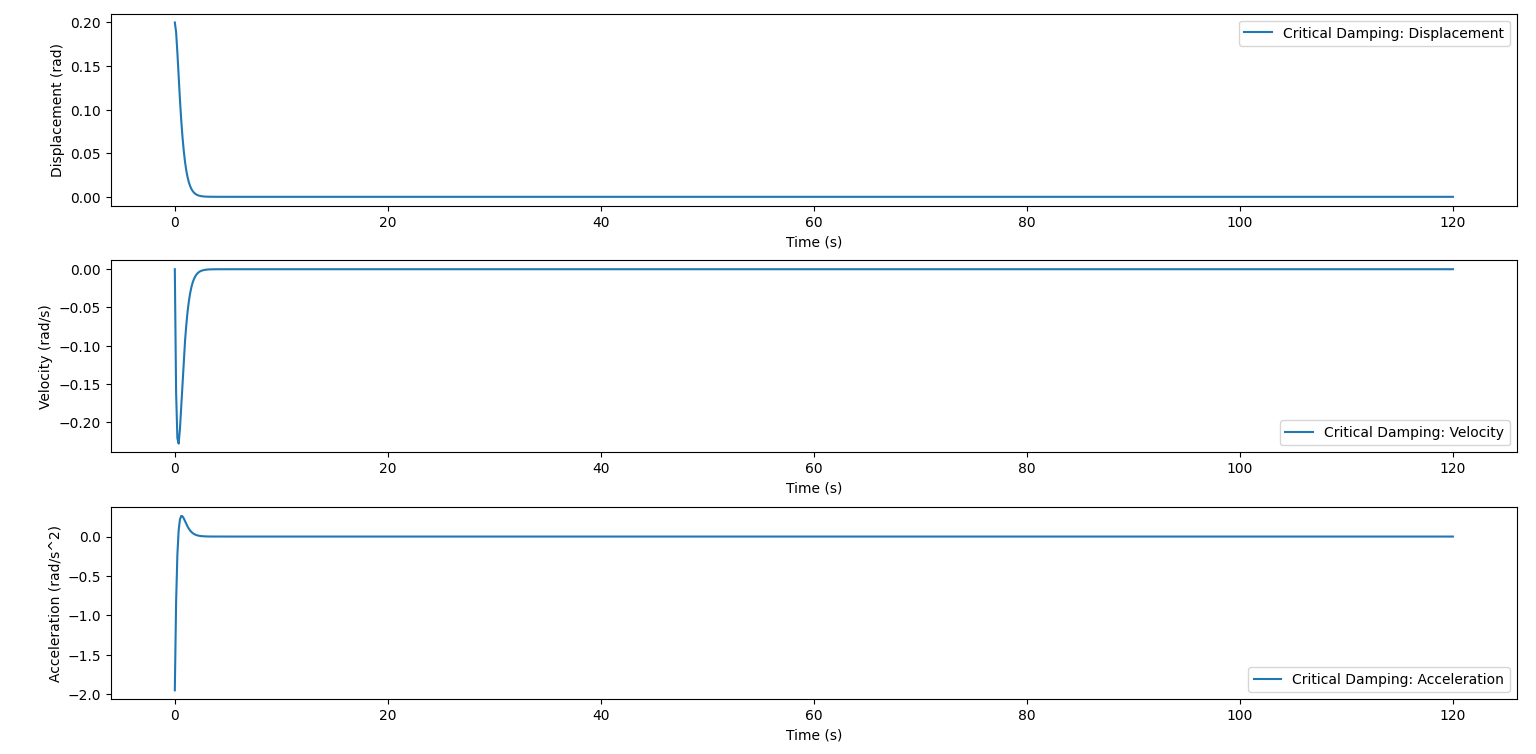 0.20
0.15
0.10
0.05
0.00
Displacement (rad)
Critical Damping: Displacement
0 20 40 60 80 100 120
Time (s)
0.00
−0.05
−0.10
−0.15
−0.20
Velocity (rad/s)
Critical Damping: Velocity
0 20 40 60 80 100 120
Time (s)
0.0
−0.5
−1.0
−1.5
−2.0
Acceleration (rad/s^2)
Critical Damping: Acceleration
0 20 40 60 80 100 120
Time (s)